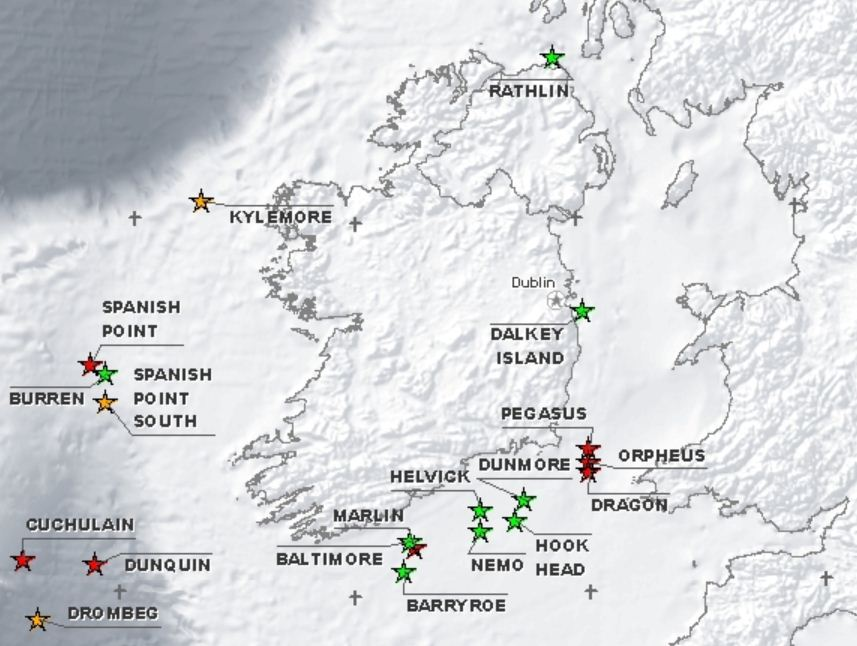 RATHLIN
KYLEMORE
Dublin
SPANISH
POINT
DALKEY
ISLAND
BURREN
SPANISH
POINT
SOUTH
PEGASUS
ORPHEUS
DUNMORE
HELVICK
DRAGON
MARLIN
CUCHULAIN
HOOK
HEAD
BALTIMORE
DUNQUIN
NEMO
BARRYROE
DROMBEG